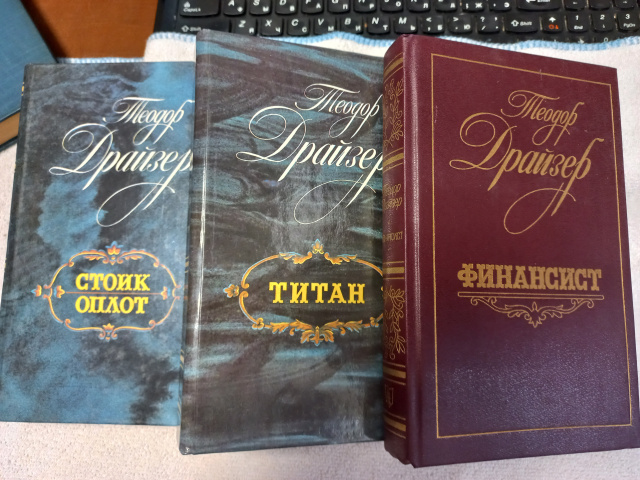 Теодор
Драйзер
СТОИК
ОПЛОТ
Теодор
Драйзер
ТИТАН
Теодор
Драйзер
ФИНАНСИСТ